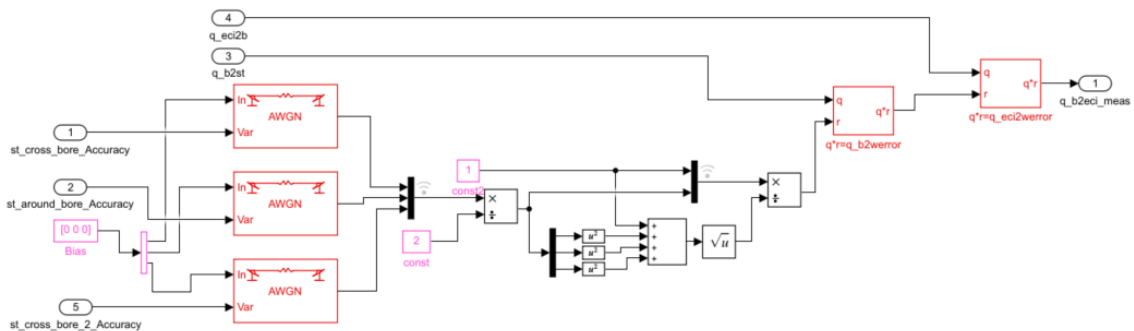 4
q_eci2b
3
q_b2st
In
AWGN
Var
1
st_cross_bore_Accuracy
2
st_around_bore_Accuracy
In
AWGN
Var
[0 0 0]
Bias
In
AWGN
Var
5
st_cross_bore_2_Accuracy
1
const2
×
÷
2
const
u²
u²
u²
+
+
+
+
√u
×
÷
q
q*r
r
q*r=q_b2werror
q
q*r
r
q*r=q_eci2werror
1
q_b2eci_meas